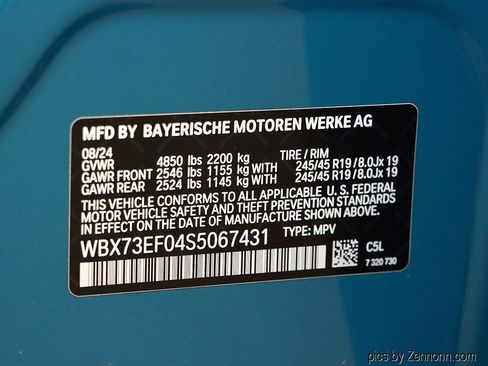 MFD BY BAYERISCHE MOTOREN WERKE AG
08/24
GVWR 4850 lbs 2200 kg TIRE / RIM
GAWR FRONT 2546 lbs 1155 kg WITH 245/45 R19 / 8.0Jx 19
GAWR REAR 2524 lbs 1145 kg WITH 245/45 R19 / 8.0Jx 19
THIS VEHICLE CONFORMS TO ALL APPLICABLE U. S. FEDERAL
MOTOR VEHICLE SAFETY, BUMPER, AND THEFT PREVENTION
STANDARDS IN EFFECT ON THE DATE OF MANUFACTURE SHOWN ABOVE.
WBX73EF04S5067431 TYPE: MPV
C5L
7 320 730
pics by Zennonn.com